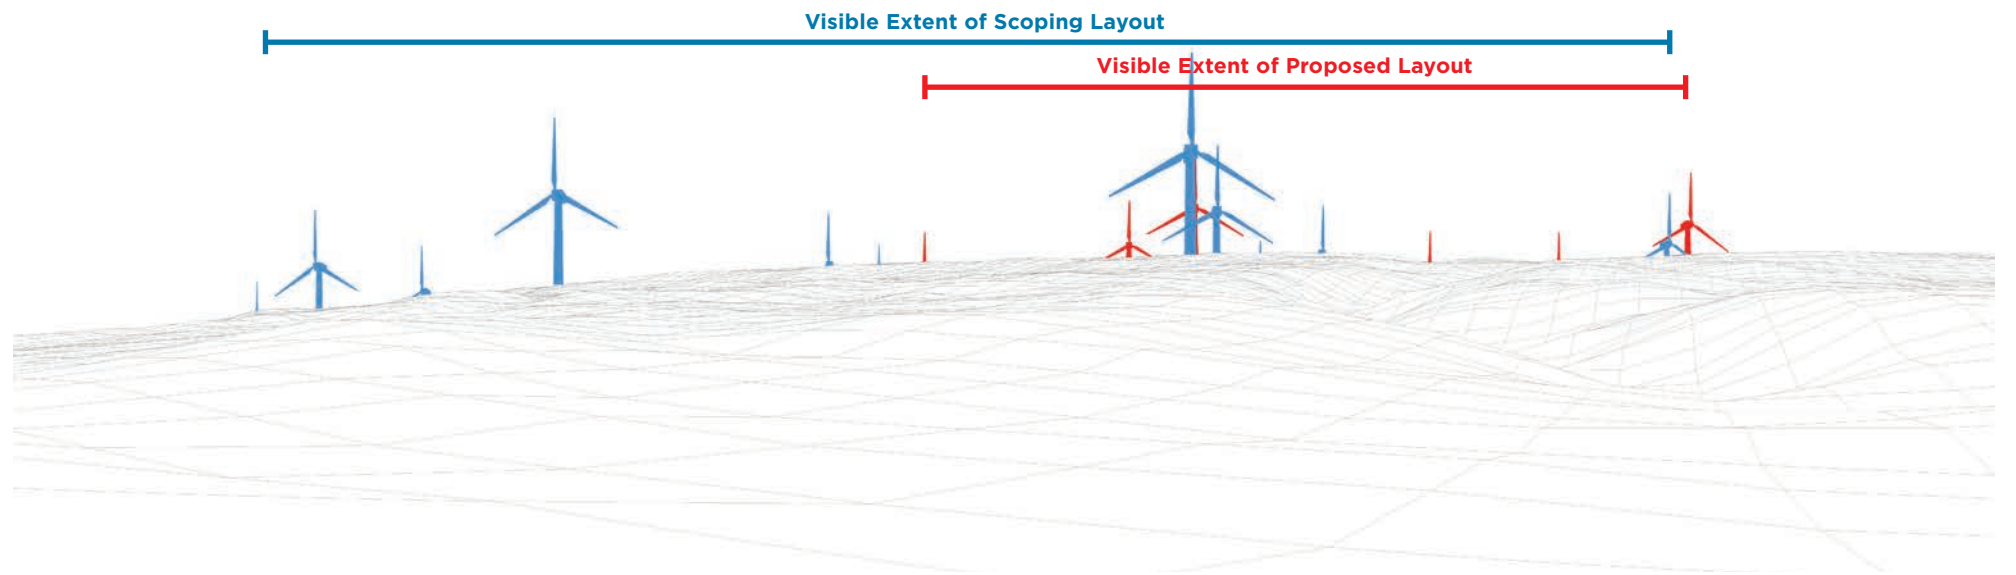 Visible Extent of Scoping Layout
Visible Extent of Proposed Layout